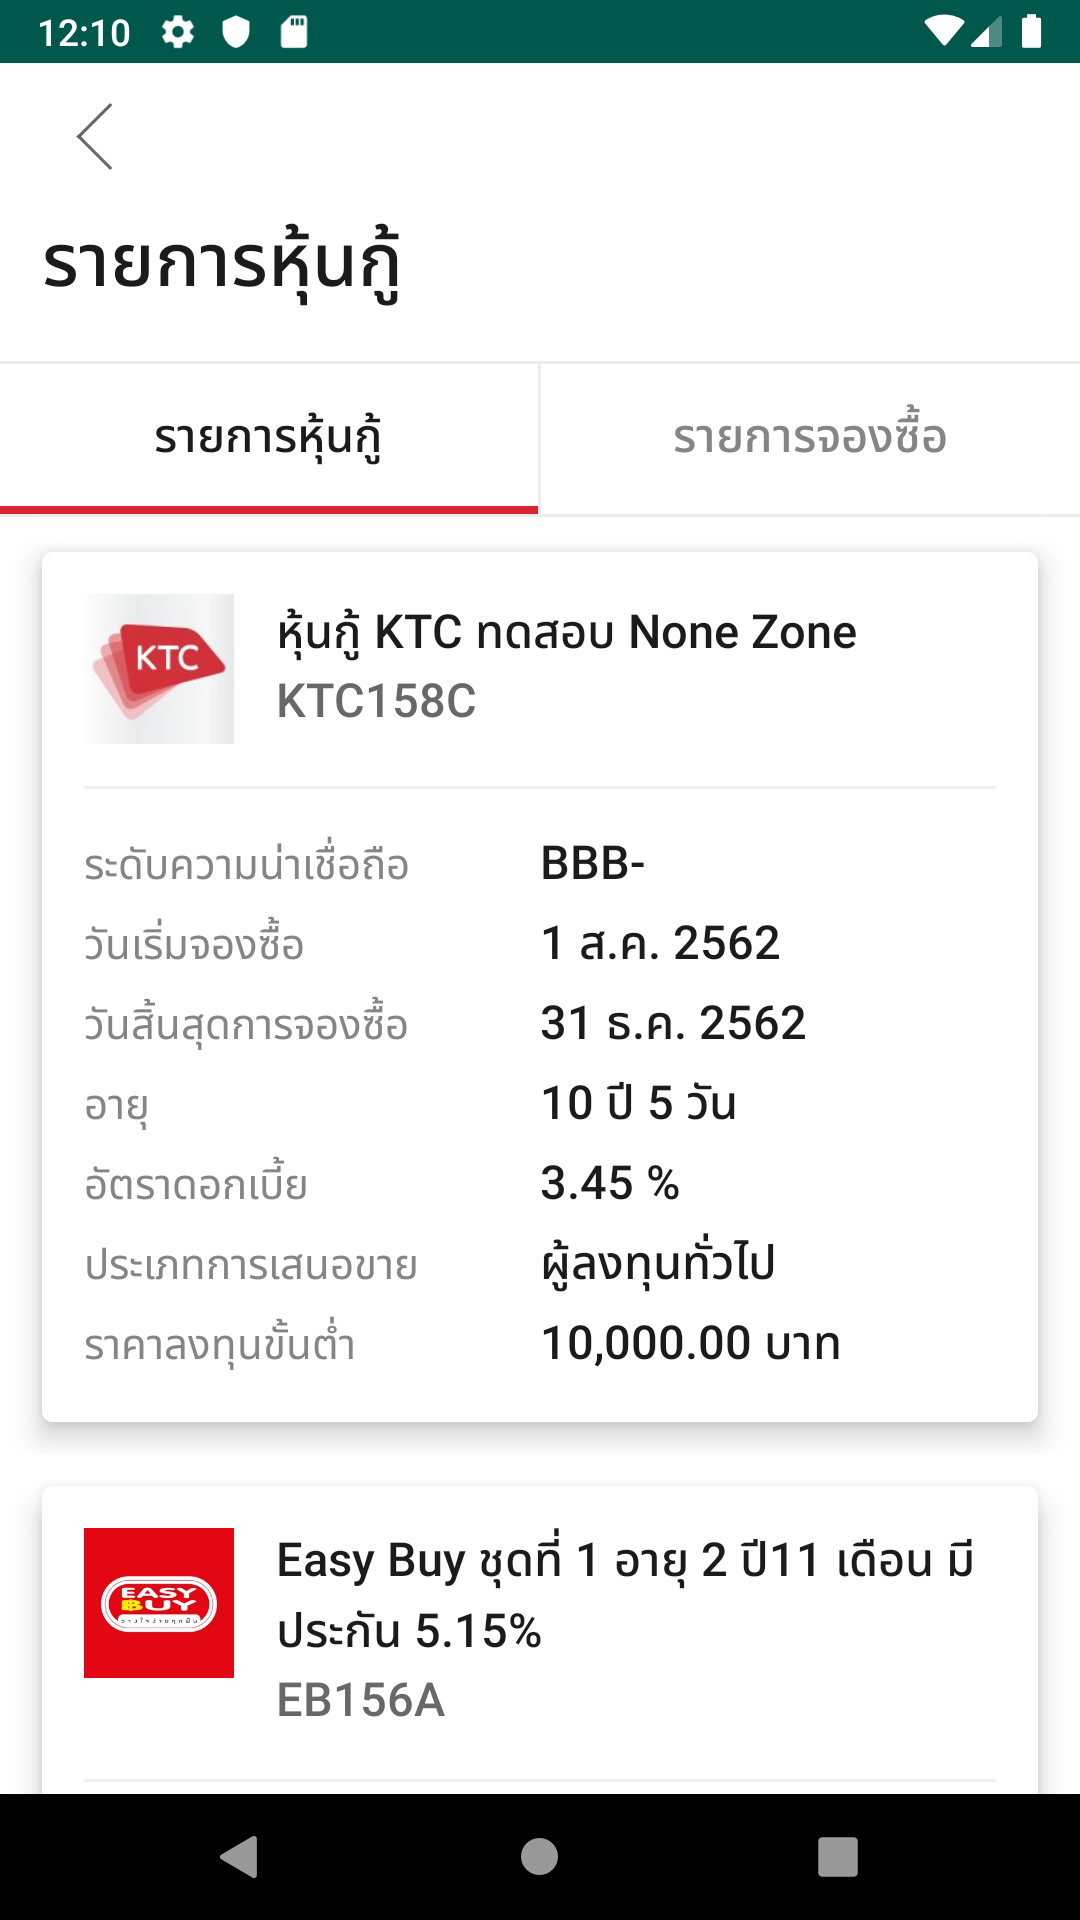 12:10
รายการหุ้นกู้
รายการหุ้นกู้
รายการจองซื้อ
KTC
หุ้นกู้ KTC ทดสอบ None Zone
KTC158C
ระดับความน่าเชื่อถือ BBB-
วันเริ่มจองซื้อ 1 ส.ค. 2562
วันสิ้นสุดการจองซื้อ 31 ธ.ค. 2562
อายุ 10 ปี 5 วัน
อัตราดอกเบี้ย 3.45 %
ประเภทการเสนอขาย ผู้ลงทุนทั่วไป
ราคาลงทุนขั้นต่ำ 10,000.00 บาท
EASY
BUY
Easy Buy ชุดที่ 1 อายุ 2 ปี11 เดือน มี
ประกัน 5.15%
EB156A